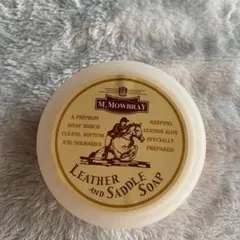 M. MOWBRAY
A PREMIUM
SOAP WHICH
CLEANS, SOFTENS
AND NOURISHES
KEEPING
LEATHER ALIVE
SPECIALLY
PREPARED
LEATHER
AND SADDLE
SOAP